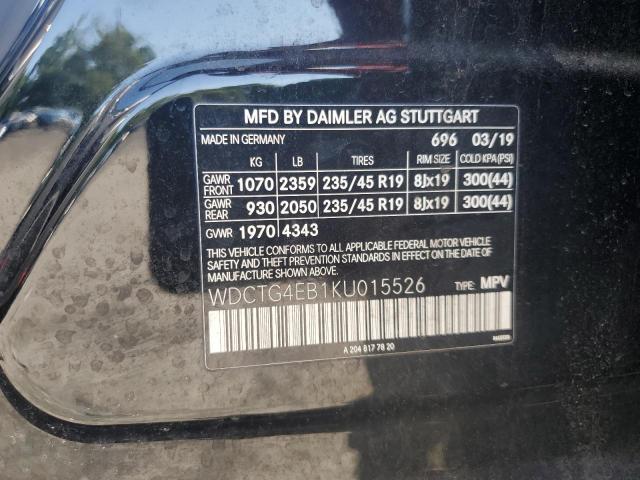 MFD BY DAIMLER AG STUTTGART
MADE IN GERMANY 696 03/19
KG LB TIRES RIM SIZE COLD KPA(PSI)
GAWR FRONT 1070 2359 235/45 R19 8Jx19 300(44)
GAWR REAR 930 2050 235/45 R19 8Jx19 300(44)
GVWR 1970 4343
THIS VEHICLE CONFORMS TO ALL APPLICABLE FEDERAL MOTOR VEHICLE
SAFETY, BUMPER, AND THEFT PREVENTION STANDARDS IN EFFECT ON THE DATE OF
MANUFACTURE SHOWN ABOVE.
WDCTG4EB1KU015526 TYPE: MPV
A 204 817 78 20